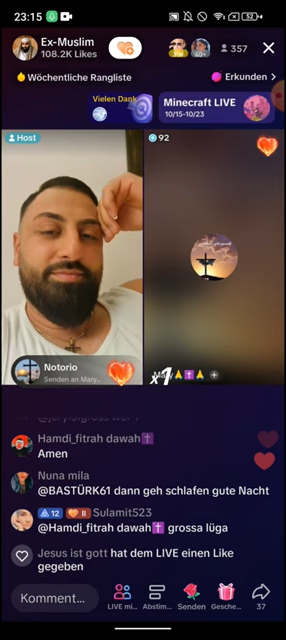 23:15
52
Ex-Muslim
108.2K Likes
357
Wöchentliche Rangliste
Erkunden
Vielen Dank
Minecraft LIVE
10/15-10/23
Host
92
Notorio
Senden an Mary...
x1
Hamdi_fitrah dawah
Amen
Nuna mila
@BASTÜRK61 dann geh schlafen gute Nacht
12 II Sulamit523
@Hamdi_fitrah dawah grossa lüga
Jesus ist gott hat dem LIVE einen Like
gegeben
Komment...
LIVE mi...
Abstim...
Senden
Gesche...
37